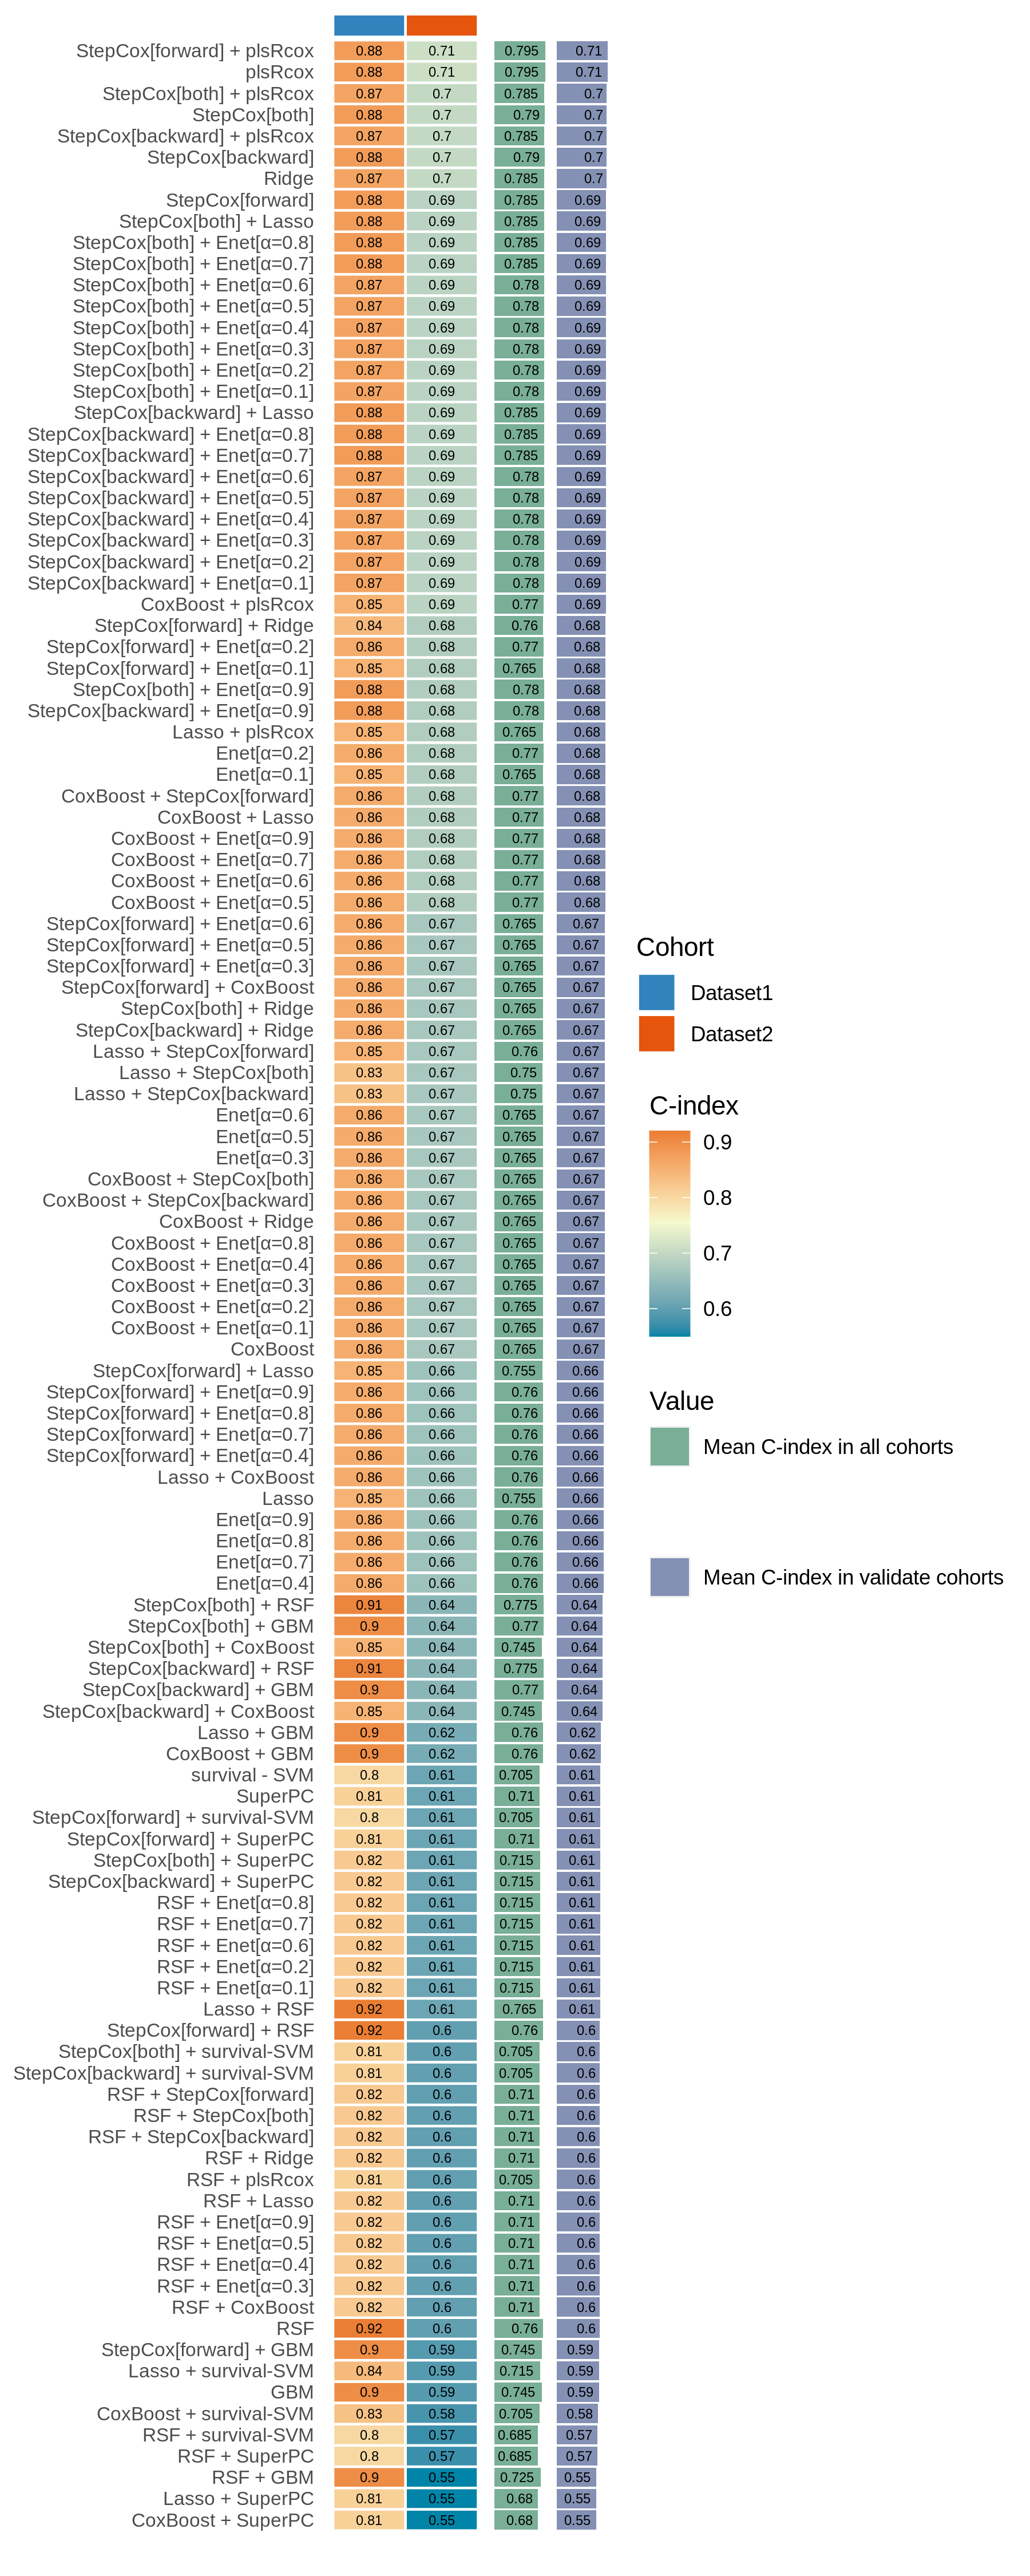 StepCox[forward] + plsRcox 0.88 0.71 0.795 0.71
plsRcox 0.88 0.71 0.795 0.71
StepCox[both] + plsRcox 0.87 0.7 0.785 0.7
StepCox[both] 0.88 0.7 0.79 0.7
StepCox[backward] + plsRcox 0.87 0.7 0.785 0.7
StepCox[backward] 0.88 0.7 0.79 0.7
Ridge 0.87 0.7 0.785 0.7
StepCox[forward] 0.88 0.69 0.785 0.69
StepCox[both] + Lasso 0.88 0.69 0.785 0.69
StepCox[both] + Enet[α=0.8] 0.88 0.69 0.785 0.69
StepCox[both] + Enet[α=0.7] 0.88 0.69 0.785 0.69
StepCox[both] + Enet[α=0.6] 0.87 0.69 0.78 0.69
StepCox[both] + Enet[α=0.5] 0.87 0.69 0.78 0.69
StepCox[both] + Enet[α=0.4] 0.87 0.69 0.78 0.69
StepCox[both] + Enet[α=0.3] 0.87 0.69 0.78 0.69
StepCox[both] + Enet[α=0.2] 0.87 0.69 0.78 0.69
StepCox[both] + Enet[α=0.1] 0.87 0.69 0.78 0.69
StepCox[backward] + Lasso 0.88 0.69 0.785 0.69
StepCox[backward] + Enet[α=0.8] 0.88 0.69 0.785 0.69
StepCox[backward] + Enet[α=0.7] 0.88 0.69 0.785 0.69
StepCox[backward] + Enet[α=0.6] 0.87 0.69 0.78 0.69
StepCox[backward] + Enet[α=0.5] 0.87 0.69 0.78 0.69
StepCox[backward] + Enet[α=0.4] 0.87 0.69 0.78 0.69
StepCox[backward] + Enet[α=0.3] 0.87 0.69 0.78 0.69
StepCox[backward] + Enet[α=0.2] 0.87 0.69 0.78 0.69
StepCox[backward] + Enet[α=0.1] 0.87 0.69 0.78 0.69
CoxBoost + plsRcox 0.85 0.69 0.77 0.69
StepCox[forward] + Ridge 0.84 0.68 0.76 0.68
StepCox[forward] + Enet[α=0.2] 0.86 0.68 0.77 0.68
StepCox[forward] + Enet[α=0.1] 0.85 0.68 0.765 0.68
StepCox[both] + Enet[α=0.9] 0.88 0.68 0.78 0.68
StepCox[backward] + Enet[α=0.9] 0.88 0.68 0.78 0.68
Lasso + plsRcox 0.85 0.68 0.765 0.68
Enet[α=0.2] 0.86 0.68 0.77 0.68
Enet[α=0.1] 0.85 0.68 0.765 0.68
CoxBoost + StepCox[forward] 0.86 0.68 0.77 0.68
CoxBoost + Lasso 0.86 0.68 0.77 0.68
CoxBoost + Enet[α=0.9] 0.86 0.68 0.77 0.68
CoxBoost + Enet[α=0.7] 0.86 0.68 0.77 0.68
CoxBoost + Enet[α=0.6] 0.86 0.68 0.77 0.68
CoxBoost + Enet[α=0.5] 0.86 0.68 0.77 0.68
StepCox[forward] + Enet[α=0.6] 0.86 0.67 0.765 0.67
StepCox[forward] + Enet[α=0.5] 0.86 0.67 0.765 0.67
StepCox[forward] + Enet[α=0.3] 0.86 0.67 0.765 0.67
StepCox[forward] + CoxBoost 0.86 0.67 0.765 0.67
StepCox[both] + Ridge 0.86 0.67 0.765 0.67
StepCox[backward] + Ridge 0.86 0.67 0.765 0.67
Lasso + StepCox[forward] 0.85 0.67 0.76 0.67
Lasso + StepCox[both] 0.83 0.67 0.75 0.67
Lasso + StepCox[backward] 0.83 0.67 0.75 0.67
Enet[α=0.6] 0.86 0.67 0.765 0.67
Enet[α=0.5] 0.86 0.67 0.765 0.67
Enet[α=0.3] 0.86 0.67 0.765 0.67
CoxBoost + StepCox[both] 0.86 0.67 0.765 0.67
CoxBoost + StepCox[backward] 0.86 0.67 0.765 0.67
CoxBoost + Ridge 0.86 0.67 0.765 0.67
CoxBoost + Enet[α=0.8] 0.86 0.67 0.765 0.67
CoxBoost + Enet[α=0.4] 0.86 0.67 0.765 0.67
CoxBoost + Enet[α=0.3] 0.86 0.67 0.765 0.67
CoxBoost + Enet[α=0.2] 0.86 0.67 0.765 0.67
CoxBoost + Enet[α=0.1] 0.86 0.67 0.765 0.67
CoxBoost 0.86 0.67 0.765 0.67
StepCox[forward] + Lasso 0.85 0.66 0.755 0.66
StepCox[forward] + Enet[α=0.9] 0.86 0.66 0.76 0.66
StepCox[forward] + Enet[α=0.8] 0.86 0.66 0.76 0.66
StepCox[forward] + Enet[α=0.7] 0.86 0.66 0.76 0.66
StepCox[forward] + Enet[α=0.4] 0.86 0.66 0.76 0.66
Lasso + CoxBoost 0.86 0.66 0.76 0.66
Lasso 0.85 0.66 0.755 0.66
Enet[α=0.9] 0.86 0.66 0.76 0.66
Enet[α=0.8] 0.86 0.66 0.76 0.66
Enet[α=0.7] 0.86 0.66 0.76 0.66
Enet[α=0.4] 0.86 0.66 0.76 0.66
StepCox[both] + RSF 0.91 0.64 0.775 0.64
StepCox[both] + GBM 0.9 0.64 0.77 0.64
StepCox[both] + CoxBoost 0.85 0.64 0.745 0.64
StepCox[backward] + RSF 0.91 0.64 0.775 0.64
StepCox[backward] + GBM 0.9 0.64 0.77 0.64
StepCox[backward] + CoxBoost 0.85 0.64 0.745 0.64
Lasso + GBM 0.9 0.62 0.76 0.62
CoxBoost + GBM 0.9 0.62 0.76 0.62
survival - SVM 0.8 0.61 0.705 0.61
SuperPC 0.81 0.61 0.71 0.61
StepCox[forward] + survival-SVM 0.8 0.61 0.705 0.61
StepCox[forward] + SuperPC 0.81 0.61 0.71 0.61
StepCox[both] + SuperPC 0.82 0.61 0.715 0.61
StepCox[backward] + SuperPC 0.82 0.61 0.715 0.61
RSF + Enet[α=0.8] 0.82 0.61 0.715 0.61
RSF + Enet[α=0.7] 0.82 0.61 0.715 0.61
RSF + Enet[α=0.6] 0.82 0.61 0.715 0.61
RSF + Enet[α=0.2] 0.82 0.61 0.715 0.61
RSF + Enet[α=0.1] 0.82 0.61 0.715 0.61
Lasso + RSF 0.92 0.61 0.765 0.61
StepCox[forward] + RSF 0.92 0.6 0.76 0.6
StepCox[both] + survival-SVM 0.81 0.6 0.705 0.6
StepCox[backward] + survival-SVM 0.81 0.6 0.705 0.6
RSF + StepCox[forward] 0.82 0.6 0.71 0.6
RSF + StepCox[both] 0.82 0.6 0.71 0.6
RSF + StepCox[backward] 0.82 0.6 0.71 0.6
RSF + Ridge 0.82 0.6 0.71 0.6
RSF + plsRcox 0.81 0.6 0.705 0.6
RSF + Lasso 0.82 0.6 0.71 0.6
RSF + Enet[α=0.9] 0.82 0.6 0.71 0.6
RSF + Enet[α=0.5] 0.82 0.6 0.71 0.6
RSF + Enet[α=0.4] 0.82 0.6 0.71 0.6
RSF + Enet[α=0.3] 0.82 0.6 0.71 0.6
RSF + CoxBoost 0.82 0.6 0.71 0.6
RSF 0.92 0.6 0.76 0.6
StepCox[forward] + GBM 0.9 0.59 0.745 0.59
Lasso + survival-SVM 0.84 0.59 0.715 0.59
GBM 0.9 0.59 0.745 0.59
CoxBoost + survival-SVM 0.83 0.58 0.705 0.58
RSF + survival-SVM 0.8 0.57 0.685 0.57
RSF + SuperPC 0.8 0.57 0.685 0.57
RSF + GBM 0.9 0.55 0.725 0.55
Lasso + SuperPC 0.81 0.55 0.68 0.55
CoxBoost + SuperPC 0.81 0.55 0.68 0.55
Cohort
Dataset1
Dataset2
C-index
0.9
0.8
0.7
0.6
Value
Mean C-index in all cohorts
Mean C-index in validate cohorts